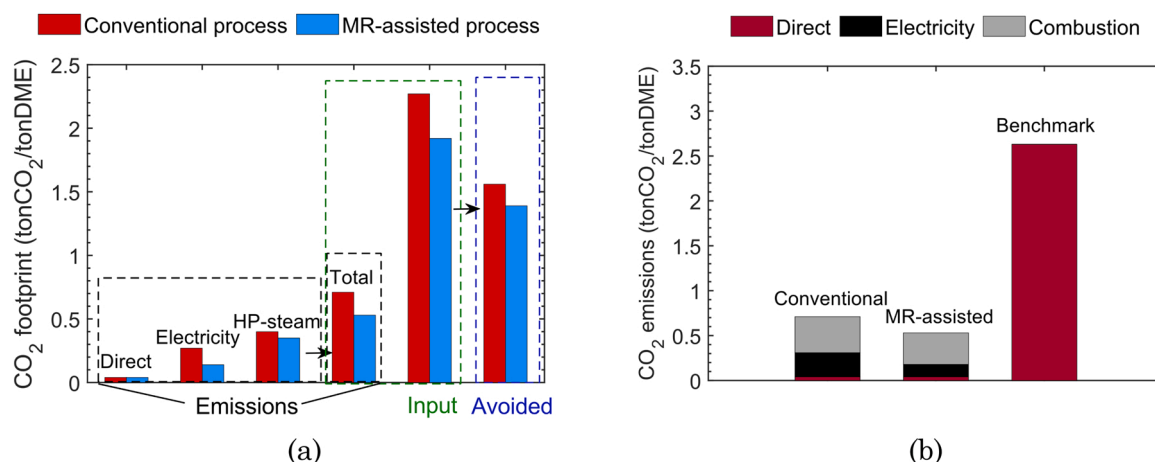 Conventional process MR-assisted process
CO2 footprint (tonCO2/tonDME)
2.5
2
1.5
1
0.5
0
Direct
Electricity
HP-steam
Total
Emissions
Input
Avoided
(a)
Direct Electricity Combustion
CO2 emissions (tonCO2/tonDME)
3.5
3
2.5
2
1.5
1
0.5
0
Conventional
MR-assisted
Benchmark
(b)